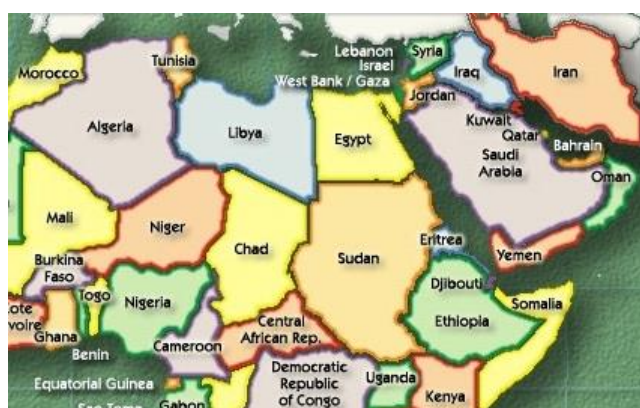 Lebanon
Israel
West Bank / Gaza
Syria
Iraq
Iran
Tunisia
Morocco
Jordan
Algeria
Libya
Egypt
Kuwait
Qatar
Bahrain
Saudi
Arabia
Oman
Mali
Niger
Chad
Sudan
Eritrea
Yemen
Burkina
Faso
Togo
Nigeria
Djibouti
Somalia
Ethiopia
Ghana
Benin
Cameroon
Central
African Rep.
Democratic
Republic
of Congo
Uganda
Kenya
Equatorial Guinea
Gabon